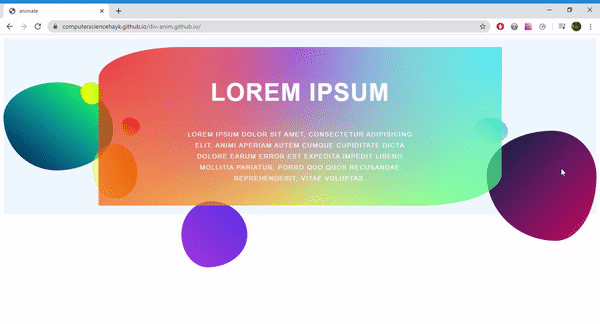 animate
computersciencehayk.github.io/div-anim.github.io/
LOREM IPSUM
LOREM IPSUM DOLOR SIT AMET, CONSECTETUR ADIPISICING
ELIT. ANIMI APERIAM AUTEM CUMQUE CUPIDITATE DICTA
DOLORE EARUM ERROR EST EXPEDITA IMPEDIT LIBERO
MOLLITIA PARIATUR, PORRO QUO QUOS RECUSANDAE
REPREHENDERIT, VITAE VOLUPTAS.